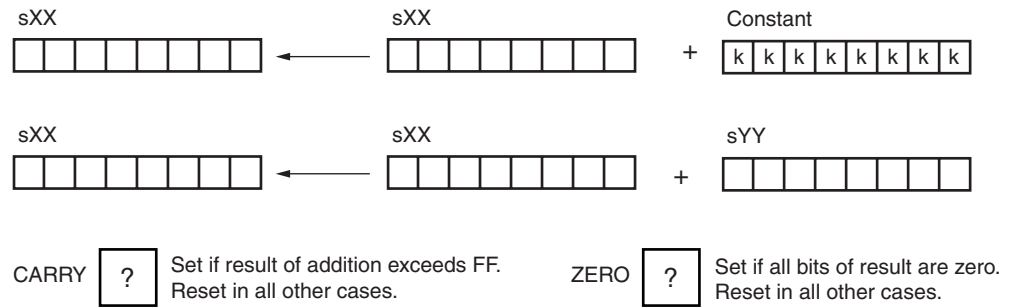 sXX sXX Constant
← + k k k k k k k k
sXX sXX sYY
← +
CARRY ? Set if result of addition exceeds FF. ZERO ? Set if all bits of result are zero.
Reset in all other cases. Reset in all other cases.